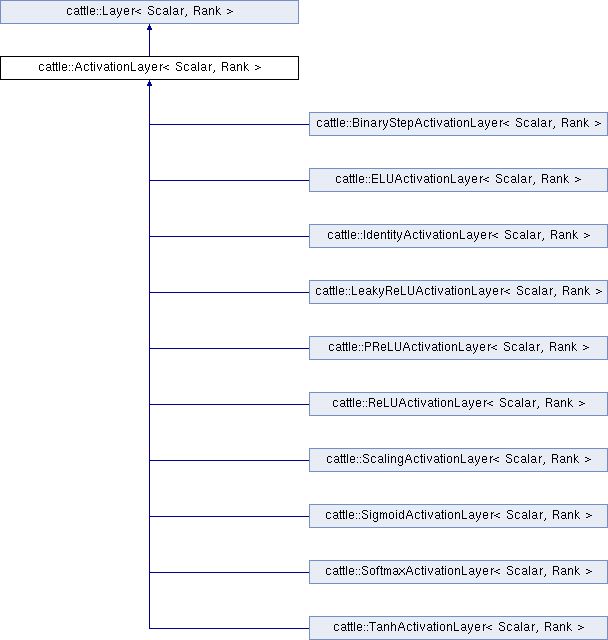 cattle::Layer< Scalar, Rank >
cattle::ActivationLayer< Scalar, Rank >
cattle::BinaryStepActivationLayer< Scalar, Rank >
cattle::ELUActivationLayer< Scalar, Rank >
cattle::IdentityActivationLayer< Scalar, Rank >
cattle::LeakyReLUActivationLayer< Scalar, Rank >
cattle::PReLUActivationLayer< Scalar, Rank >
cattle::ReLUActivationLayer< Scalar, Rank >
cattle::ScalingActivationLayer< Scalar, Rank >
cattle::SigmoidActivationLayer< Scalar, Rank >
cattle::SoftmaxActivationLayer< Scalar, Rank >
cattle::TanhActivationLayer< Scalar, Rank >